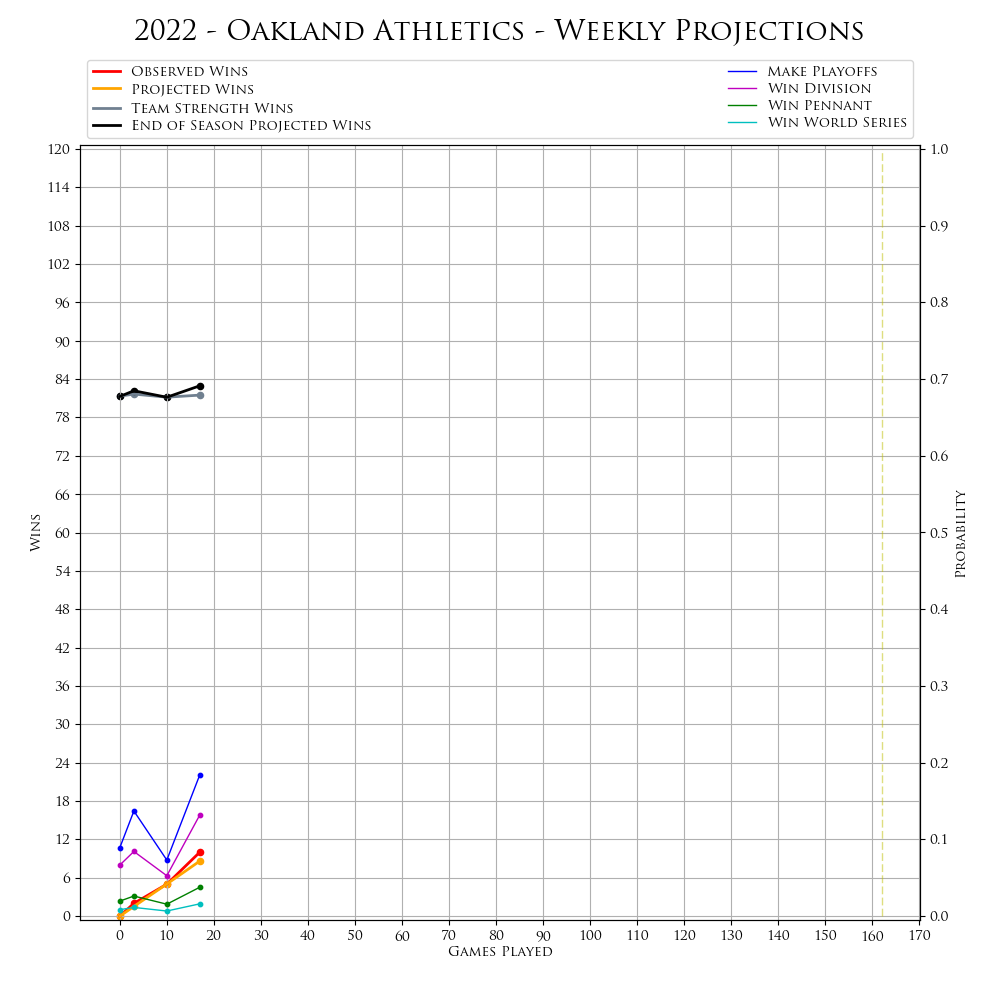 2022 - Oakland Athletics - Weekly Projections
Observed Wins
Projected Wins
Team Strength Wins
End of Season Projected Wins
Make Playoffs
Win Division
Win Pennant
Win World Series
120
114
108
102
96
90
84
78
72
66
60
54
48
42
36
30
24
18
12
6
0
Wins
1.0
0.9
0.8
0.7
0.6
0.5
0.4
0.3
0.2
0.1
0.0
Probability
0 10 20 30 40 50 60 70 80 90 100 110 120 130 140 150 160 170
Games Played